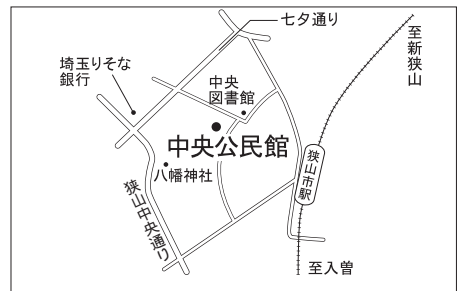 七夕通り
至新狭山
埼玉りそな
銀行
中央
図書館
中央公民館
狭山市駅
八幡神社
狭山中央通り
至入曽